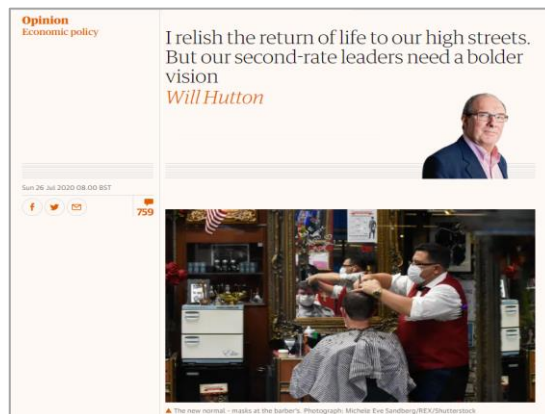 Opinion
Economic policy
I relish the return of life to our high streets.
But our second-rate leaders need a bolder
vision
Will Hutton
Sun 26 Jul 2020 08.00 BST
759
▲ The new normal - masks at the barber's. Photograph: Michele Eve Sandberg/REX/Shutterstock